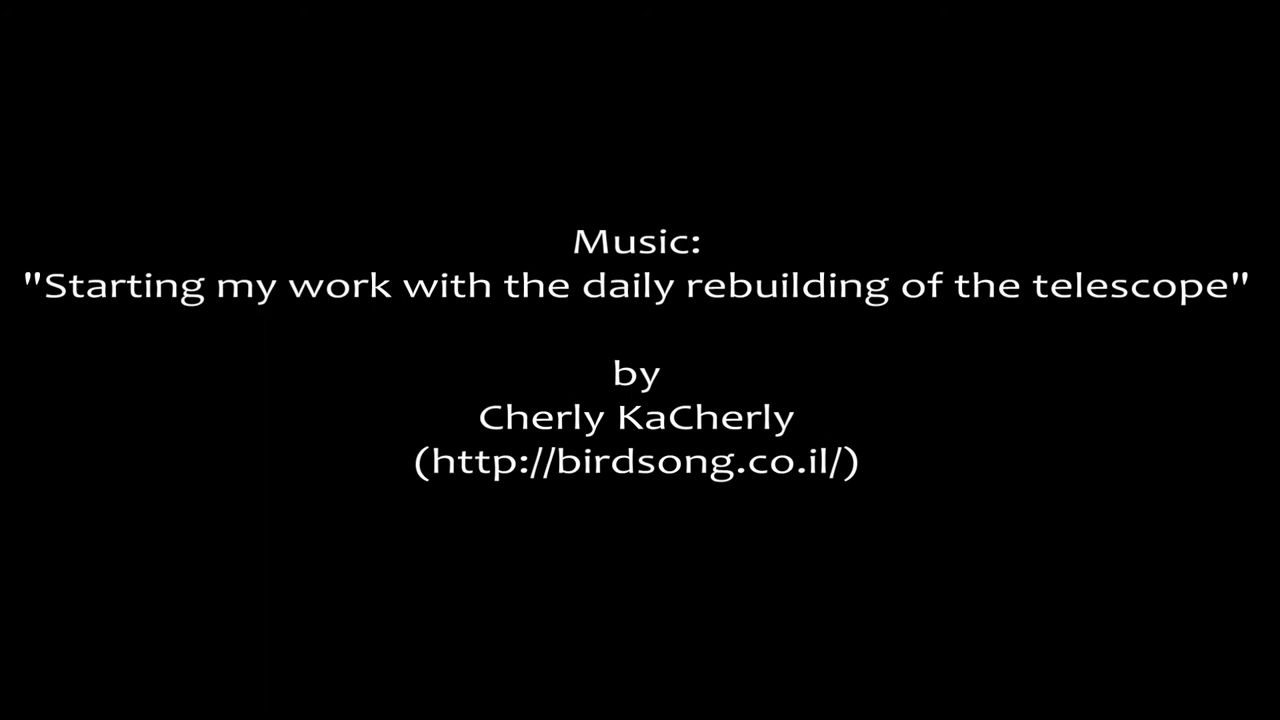 Music:
"Starting my work with the daily rebuilding of the telescope"
by
Cherly KaCherly
(http://birdsong.co.il/)